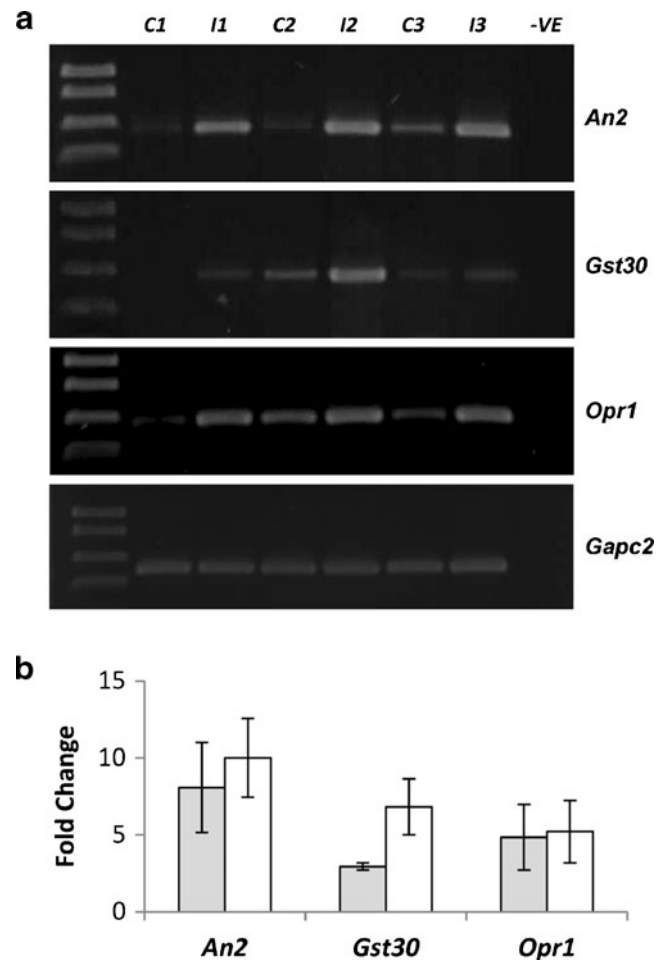 a
C1 I1 C2 I2 C3 I3 -VE
An2
Gst30
Opr1
Gapc2
b
Fold Change
15
10
5
0
An2 Gst30 Opr1